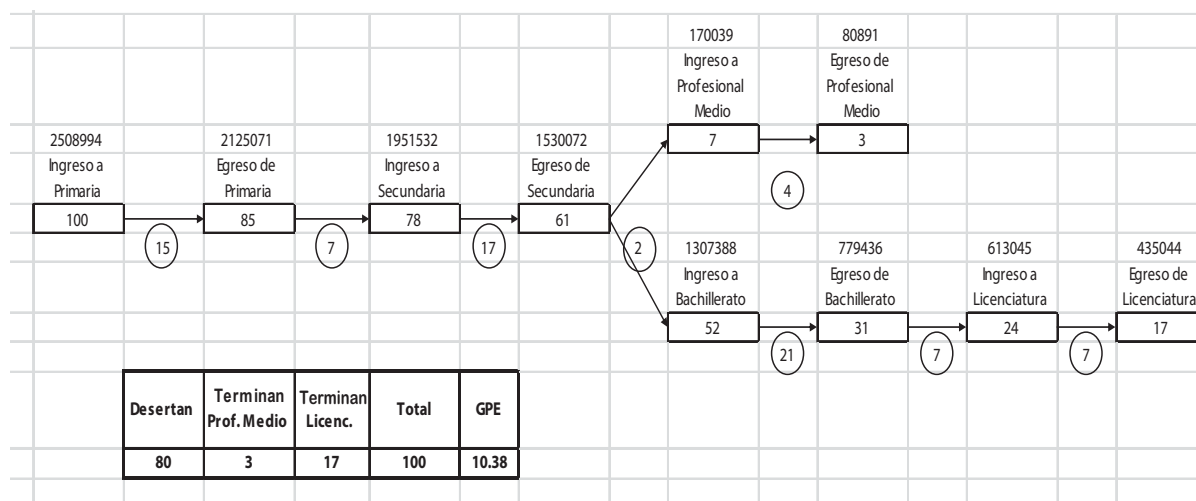 170039
Ingreso a
Profesional
Medio
7
80891
Egreso de
Profesional
Medio
3
4
2508994
Ingreso a
Primaria
100
15
2125071
Egreso de
Primaria
85
7
1951532
Ingreso a
Secundaria
78
17
1530072
Egreso de
Secundaria
61
2
1307388
Ingreso a
Bachillerato
52
21
779436
Egreso de
Bachillerato
31
7
613045
Ingreso a
Licenciatura
24
7
435044
Egreso de
Licenciatura
17
Desertan
Terminan
Prof. Medio
Terminan
Licenc.
Total
GPE
80
3
17
100
10.38